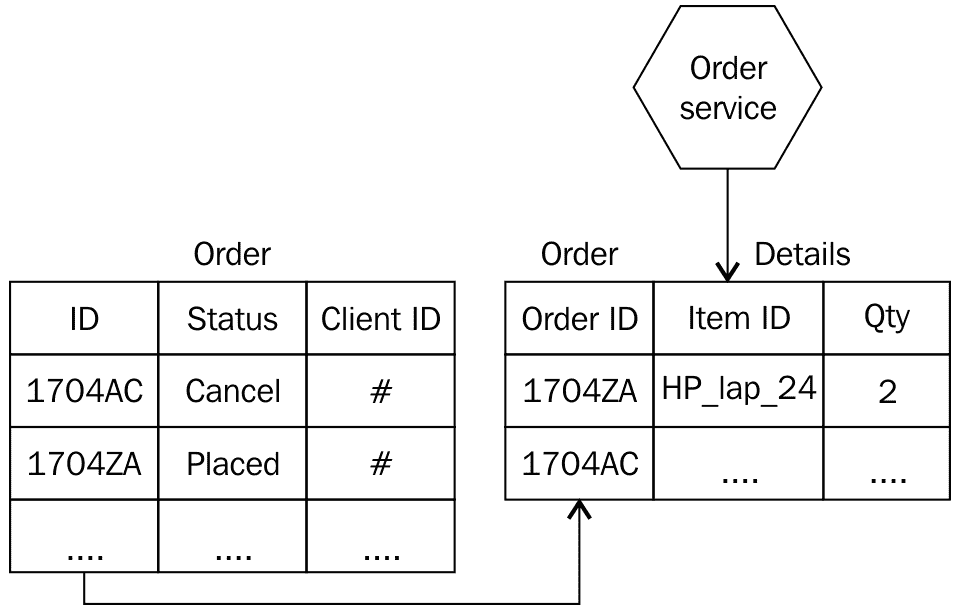 Order
service
Order
ID Status Client ID
1704AC Cancel #
1704ZA Placed #
.... .... ....
Order Details
Order ID Item ID Qty
1704ZA HP_lap_24 2
1704AC .... ....